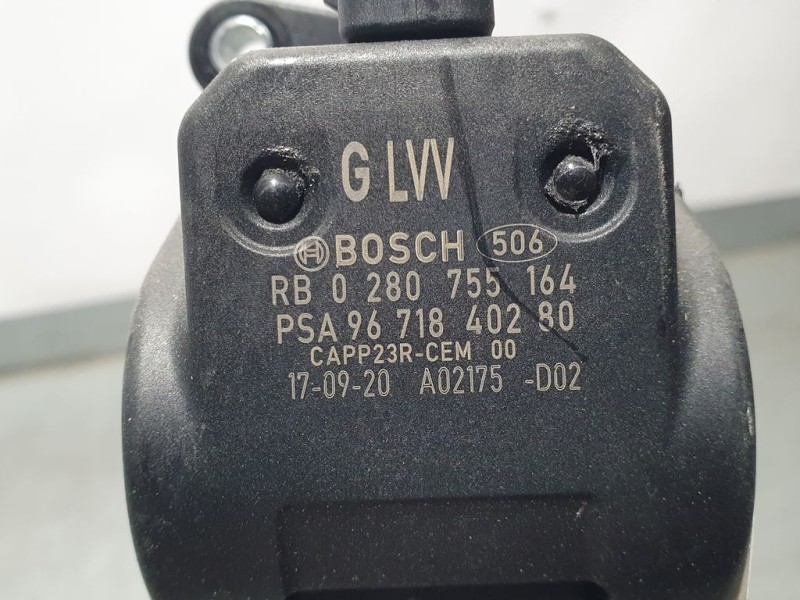 G LVV
BOSCH 506
RB 0 280 755 164
PSA 96 718 402 80
CAPP23R-CEM 00
17-09-20 A02175 -D02